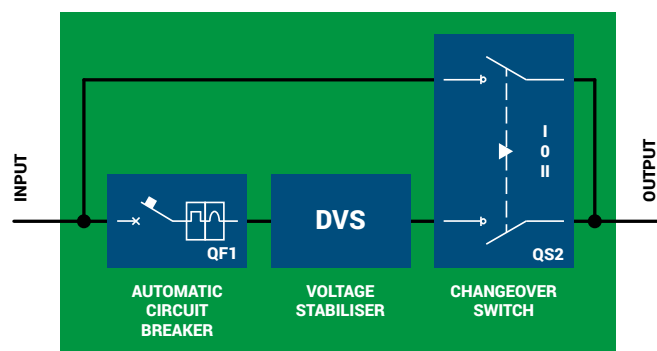 INPUT
QF1
DVS
I
0
II
QS2
OUTPUT
AUTOMATIC
CIRCUIT
BREAKER
VOLTAGE
STABILISER
CHANGEOVER
SWITCH